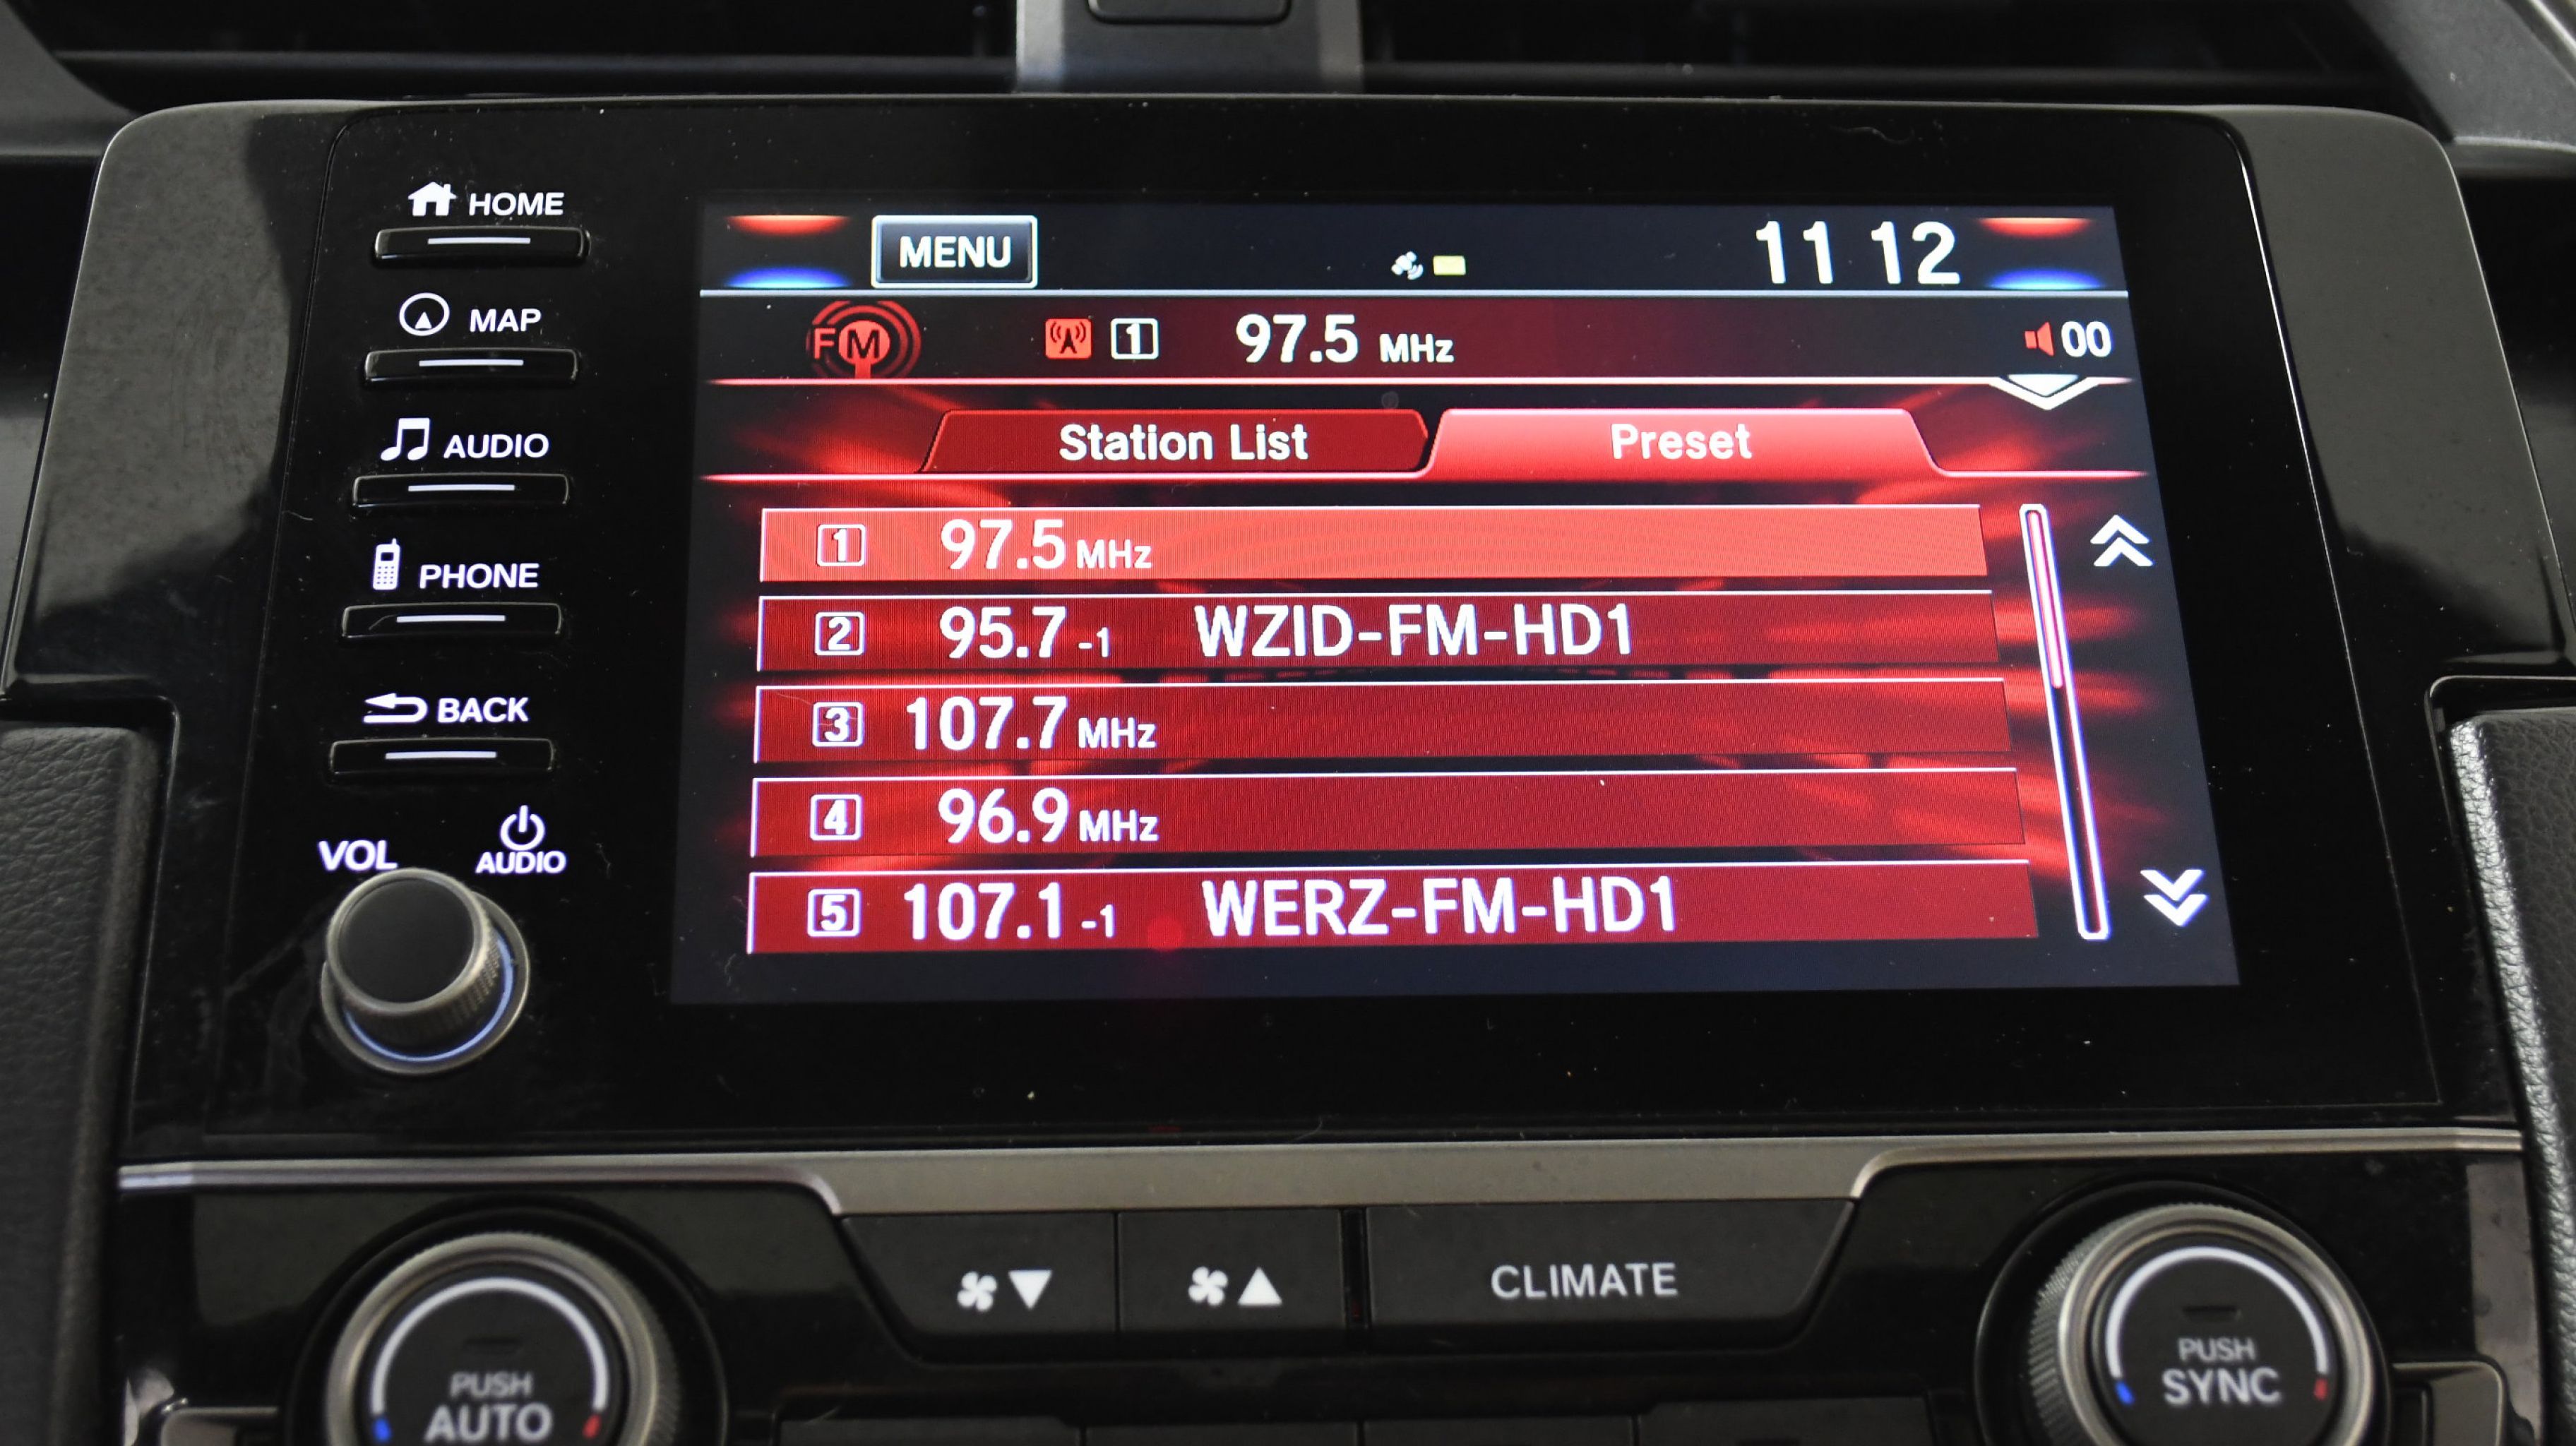 HOME
MAP
AUDIO
PHONE
BACK
VOL
AUDIO
MENU
11 12
FM 1 97.5 MHz 00
Station List Preset
1 97.5 MHz
2 95.7 -1 WZID-FM-HD1
3 107.7 MHz
4 96.9 MHz
5 107.1 -1 WERZ-FM-HD1
CLIMATE
PUSH
AUTO
PUSH
SYNC